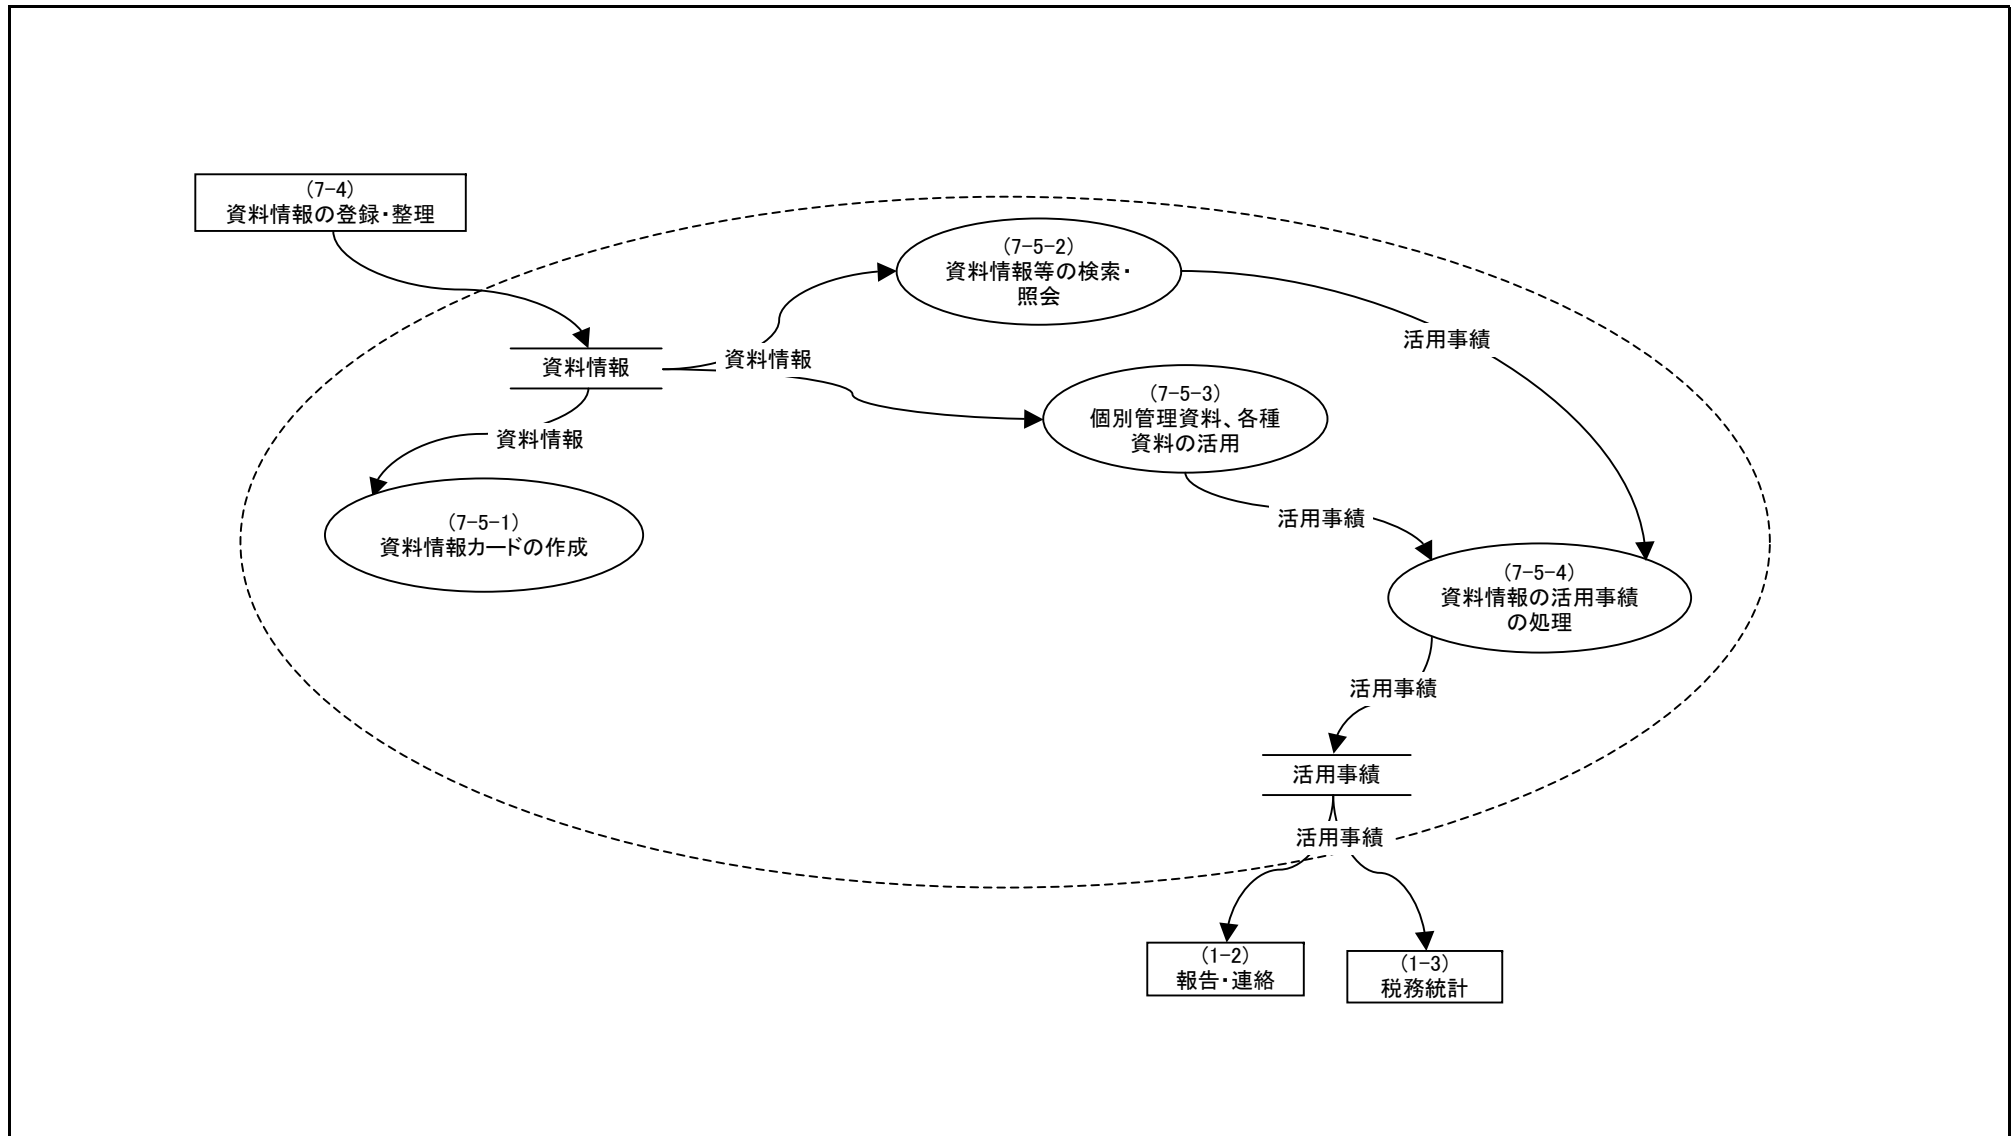 (7-4)
資料情報の登録・整理
(7-5-2)
資料情報等の検索・
照会
活用事績
資料情報
資料情報
(7-5-3)
個別管理資料、各種
資料の活用
資料情報
(7-5-1)
資料情報カードの作成
活用事績
(7-5-4)
資料情報の活用事績
の処理
活用事績
活用事績
活用事績
(1-2)
報告・連絡
(1-3)
税務統計